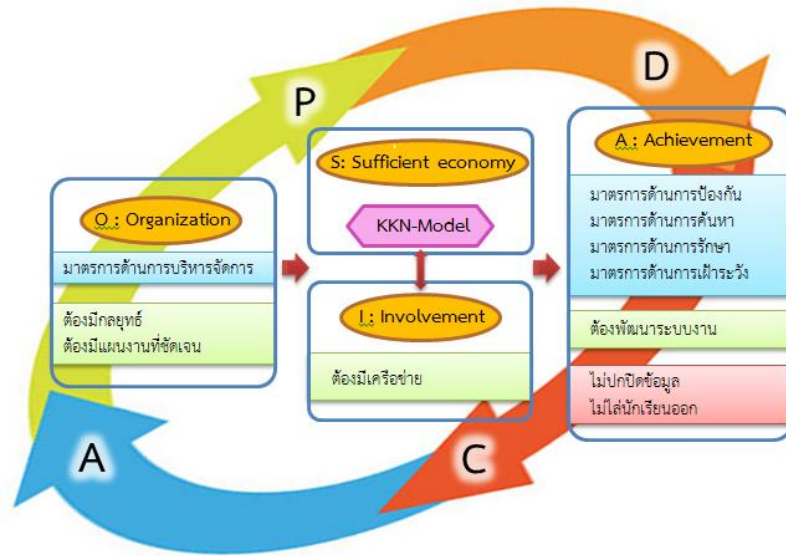 P
D
O : Organization
มาตรการด้านการบริหารจัดการ
ต้องมีกลยุทธ์
ต้องมีแผนงานที่ชัดเจน
S: Sufficient economy
KKN-Model
I : Involvement
ต้องมีเครือข่าย
A : Achievement
มาตรการด้านการป้องกัน
มาตรการด้านการค้นหา
มาตรการด้านการรักษา
มาตรการด้านการเฝ้าระวัง
ต้องพัฒนาระบบงาน
ไม่ปกปิดข้อมูล
ไม่ไล่นักเรียนออก
A
C